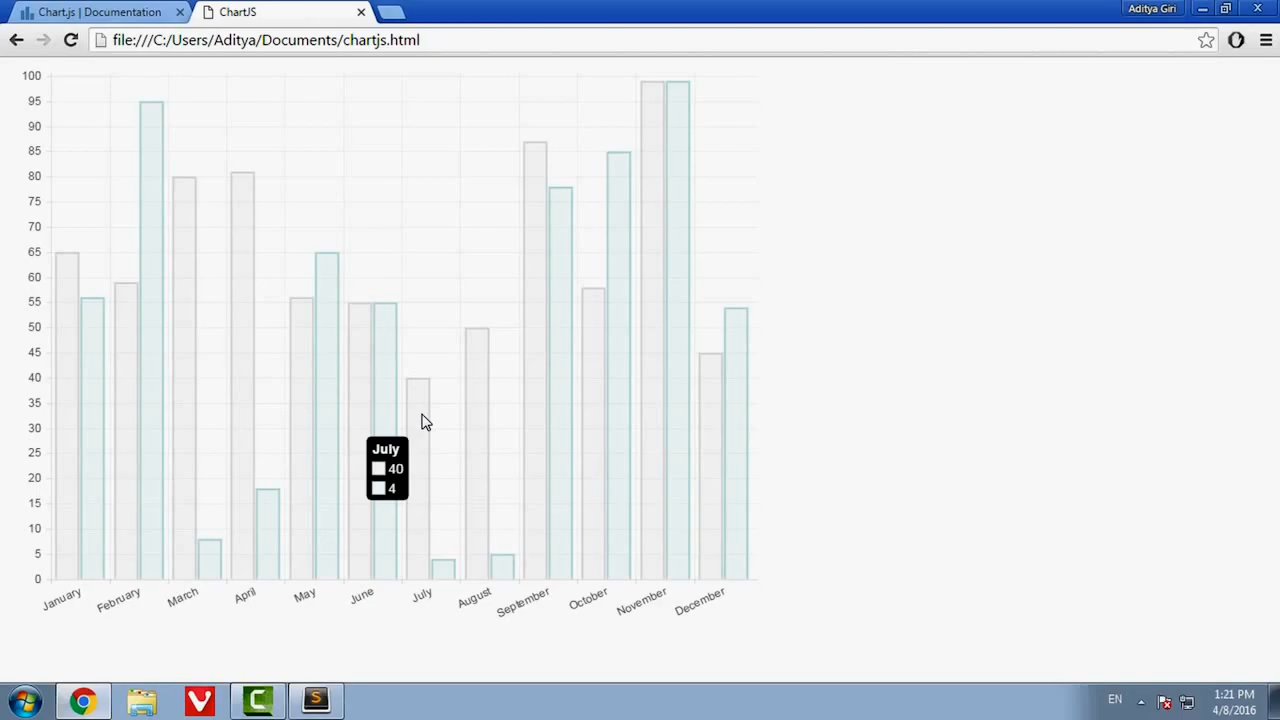 Chart.js | Documentation
ChartJS
Aditya Giri
file:///C:/Users/Aditya/Documents/chartjs.html
100
95
90
85
80
75
70
65
60
55
50
45
40
35
30
25
20
15
10
5
0
July
40
4
January
February
March
April
May
June
July
August
September
October
November
December
EN
1:21 PM
4/8/2016